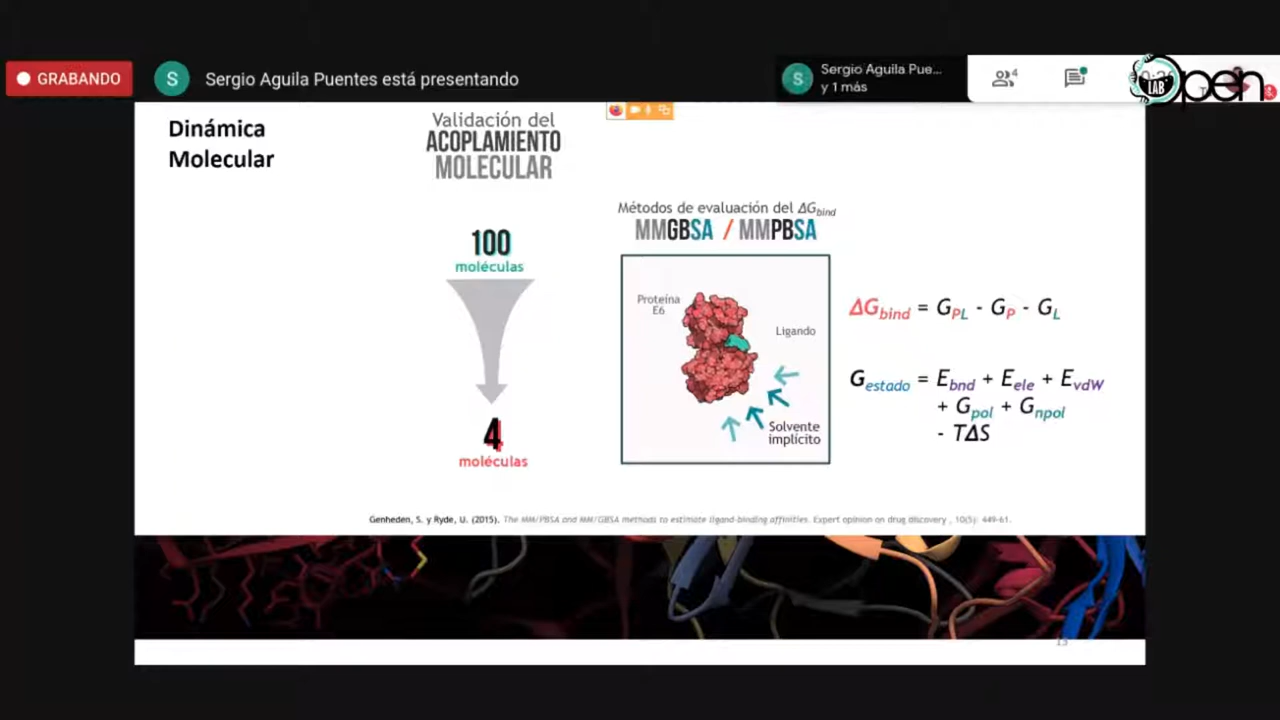 GRABANDO
S
Sergio Aguila Puentes está presentando
S
Sergio Aguila Pue...
y 1 más
4
Open
LAB
Dinámica
Molecular
Validación del
ACOPLAMIENTO
MOLECULAR
100
moléculas
4
moléculas
Métodos de evaluación del ΔGbind
MMGBSA / MMPBSA
Proteína
E6
Ligando
Solvente
implícito
ΔGbind = GPL - GP - GL
Gestado = Ebnd + Eele + EvdW
+ Gpol + Gnpol
- TΔS
Genheden, S. y Ryde, U. (2015). The MM/PBSA and MM/GBSA methods to estimate ligand-binding affinities. Expert opinion on drug discovery , 10(5): 449-61.